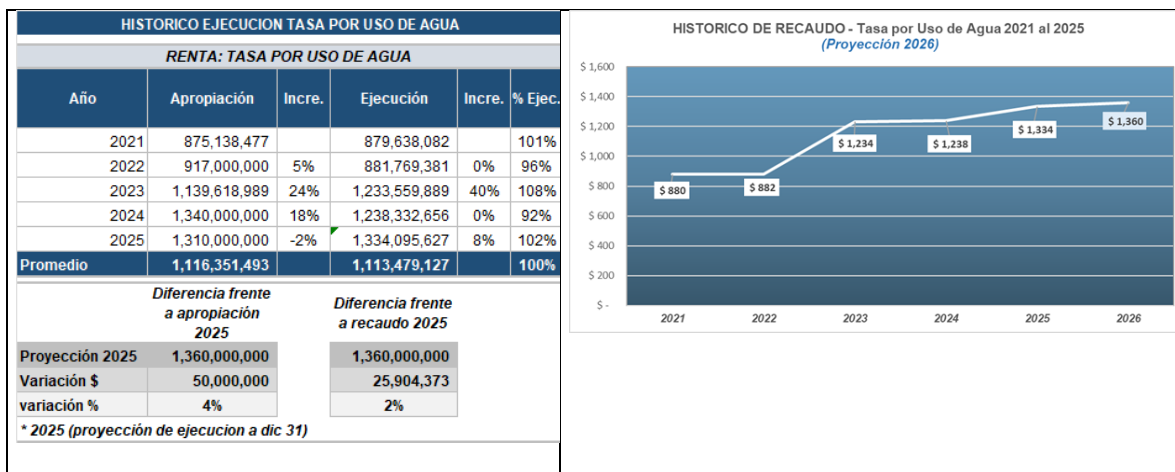 HISTORICO EJECUCION TASA POR USO DE AGUA
RENTA: TASA POR USO DE AGUA
Año Apropiación Incre. Ejecución Incre. % Ejec.
2021 875,138,477 879,638,082 101%
2022 917,000,000 5% 881,769,381 0% 96%
2023 1,139,618,989 24% 1,233,559,889 40% 108%
2024 1,340,000,000 18% 1,238,332,656 0% 92%
2025 1,310,000,000 -2% 1,334,095,627 8% 102%
Promedio 1,116,351,493 1,113,479,127 100%
Diferencia frente
a apropiación
2025
Diferencia frente
a recaudo 2025
Proyección 2025 1,360,000,000 1,360,000,000
Variación $ 50,000,000 25,904,373
variación % 4% 2%
* 2025 (proyección de ejecucion a dic 31)
HISTORICO DE RECAUDO - Tasa por Uso de Agua 2021 al 2025
(Proyección 2026)
$ 1,600
$ 1,400
$ 1,200
$ 1,000
$ 800
$ 600
$ 400
$ 200
$ -
$ 880
$ 882
$ 1,234
$ 1,238
$ 1,334
$ 1,360
2021 2022 2023 2024 2025 2026